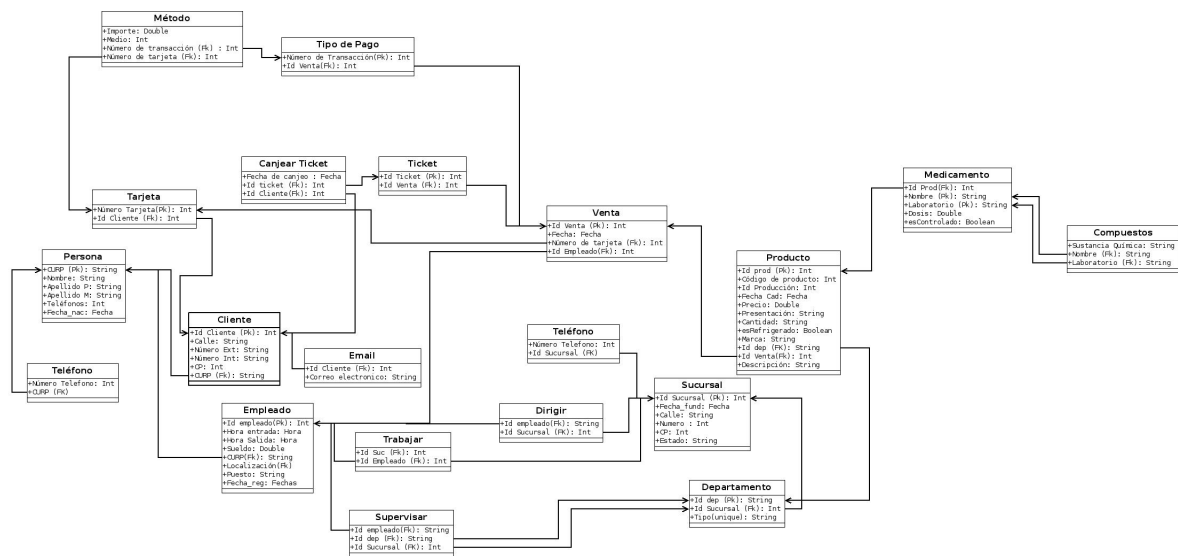 Método
+Importe: Double
+Medio: Int
+Número de transacción (Fk) : Int
+Número de tarjeta (Fk): Int
Tipo de Pago
+Número de Transacción(Pk): Int
+Id Venta(Fk): Int
Canjear Ticket
+Fecha de canjeo : Fecha
+Id ticket (Fk): Int
+Id Cliente(Fk): Int
Ticket
+Id Ticket (Pk): Int
+Id Venta (Fk): Int
Medicamento
+Id Prod(Fk): Int
+Nombre (Pk): String
+Laboratorio (Pk): String
+Dosis: Double
+esControlado: Boolean
Tarjeta
+Número Tarjeta(Pk): Int
+Id Cliente (Fk): Int
Venta
+Id Venta (Pk): Int
+Fecha: Fecha
+Número de tarjeta (Fk): Int
+Id Empleado(Fk): Int
Compuestos
+Sustancia Química: String
+Nombre (Fk): String
+Laboratorio (Fk): String
Persona
+CURP (Pk): String
+Nombre: String
+Apellido P: String
+Apellido M: String
+Teléfonos: Int
+Fecha_nac: Fecha
Producto
+Id prod (Pk): Int
+Código de producto: Int
+Id Producción: Int
+Fecha Cad: Fecha
+Precio: Double
+Presentación: String
+Cantidad: String
+esRefrigerado: Boolean
+Marca: String
+Id dep (FK): String
+Id Venta(Fk): Int
+Descripción: String
Cliente
+Id Cliente (Pk): Int
+Calle: String
+Número Ext: String
+Número Int: String
+CP: Int
+CURP (Fk): String
Teléfono
+Número Telefono: Int
+Id Sucursal (FK)
Email
+Id Cliente (Fk): Int
+Correo electronico: String
Teléfono
+Número Telefono: Int
+CURP (FK)
Sucursal
+Id Sucursal (Pk): Int
+Fecha_fund: Fecha
+Calle: String
+Numero : Int
+CP: Int
+Estado: String
Empleado
+Id empleado(Pk): Int
+Hora entrada: Hora
+Hora Salida: Hora
+Sueldo: Double
+CURP(Fk): String
+Localización(Fk)
+Puesto: String
+Fecha_reg: Fechas
Dirigir
+Id empleado(Fk): String
+Id Sucursal (FK): Int
Trabajar
+Id Suc (Fk): Int
+Id Empleado (Fk): Int
Departamento
+Id dep (Pk): String
+Id Sucursal (Fk): Int
+Tipo(unique): String
Supervisar
+Id empleado(Fk): String
+Id dep (Fk): String
+Id Sucursal (Fk): Int